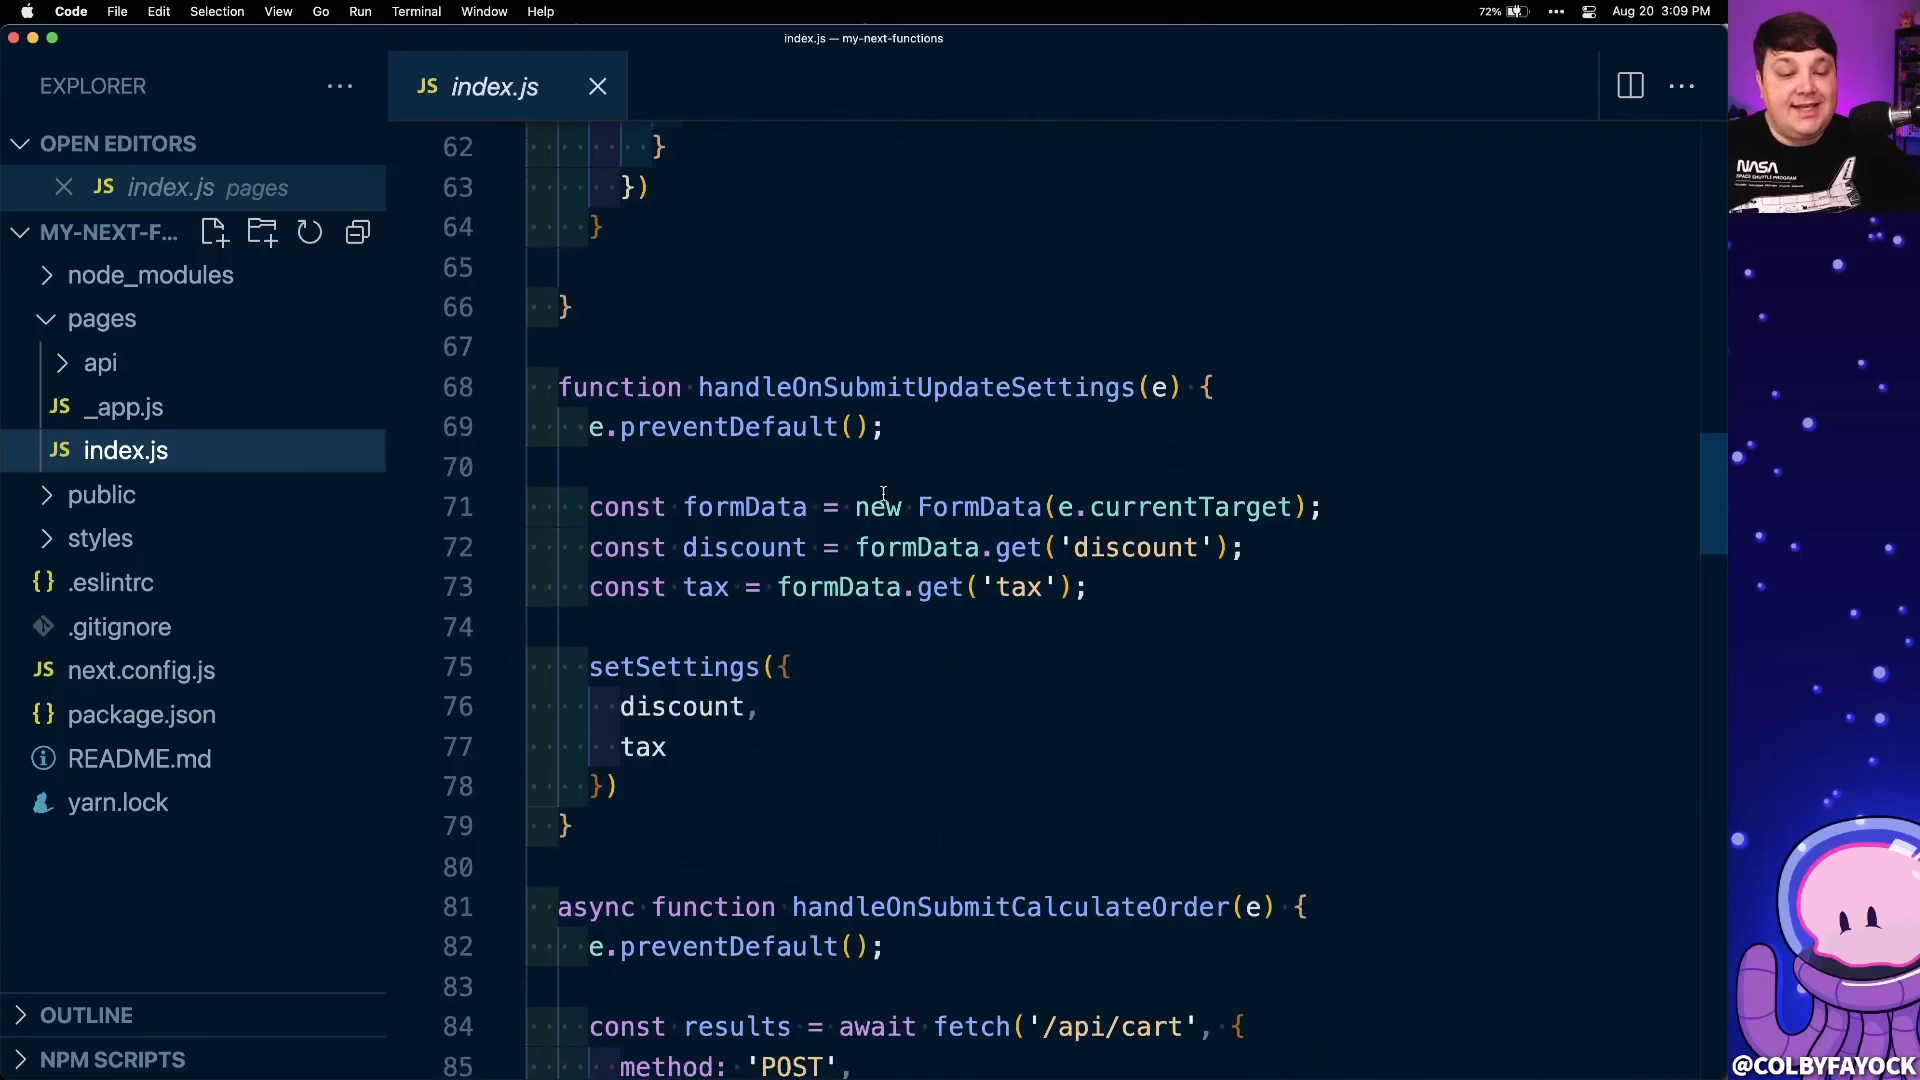 Code File Edit Selection View Go Run Terminal Window Help 72% Aug 20 3:09 PM
index.js — my-next-functions
EXPLORER
JS index.js
OPEN EDITORS
JS index.js pages
MY-NEXT-F...
node_modules
pages
api
JS _app.js
JS index.js
public
styles
{} .eslintrc
.gitignore
JS next.config.js
{} package.json
README.md
yarn.lock
OUTLINE
NPM SCRIPTS
62 }
63 })
64 }
65
66 }
67
68 function handleOnSubmitUpdateSettings(e) {
69 e.preventDefault();
70
71 const formData = new FormData(e.currentTarget);
72 const discount = formData.get('discount');
73 const tax = formData.get('tax');
74
75 setSettings({
76 discount,
77 tax
78 })
79 }
80
81 async function handleOnSubmitCalculateOrder(e) {
82 e.preventDefault();
83
84 const results = await fetch('/api/cart', {
85 method: 'POST',
NASA
SPACE SHUTTLE PROGRAM
@COLBYFAYOCK